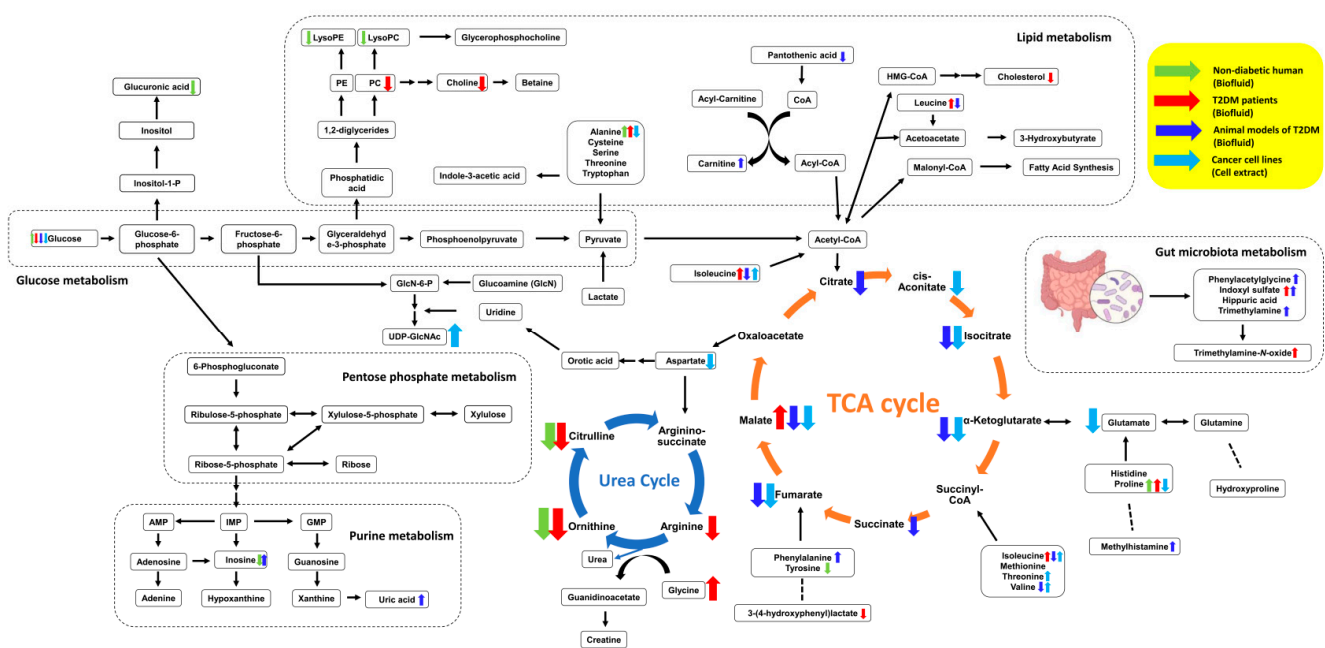 Lipid metabolism
LysoPE
LysoPC
Glycerophosphocholine
PE
PC
Choline
Betaine
1,2-diglycerides
Phosphatidic
acid
Indole-3-acetic acid
Alanine
Cysteine
Serine
Threonine
Tryptophan
Pantothenic acid
Acyl-Carnitine
CoA
Carnitine
Acyl-CoA
HMG-CoA
Cholesterol
Leucine
Acetoacetate
3-Hydroxybutyrate
Malonyl-CoA
Fatty Acid Synthesis
Non-diabetic human
(Biofluid)
T2DM patients
(Biofluid)
Animal models of T2DM
(Biofluid)
Cancer cell lines
(Cell extract)
Glucuronic acid
Inositol
Inositol-1-P
Glucose
Glucose-6-
phosphate
Fructose-6-
phosphate
Glyceraldehyd
e-3-phosphate
Phosphoenolpyruvate
Pyruvate
Acetyl-CoA
Glucose metabolism
GlcN-6-P
Glucoamine (GlcN)
Lactate
Uridine
UDP-GlcNAc
Orotic acid
Aspartate
Isoleucine
Gut microbiota metabolism
Phenylacetylglycine
Indoxyl sulfate
Hippuric acid
Trimethylamine
Trimethylamine-N-oxide
6-Phosphogluconate
Pentose phosphate metabolism
Ribulose-5-phosphate
Xylulose-5-phosphate
Xylulose
Ribose-5-phosphate
Ribose
AMP
IMP
GMP
Purine metabolism
Adenosine
Inosine
Guanosine
Adenine
Hypoxanthine
Xanthine
Uric acid
Urea Cycle
Citrulline
Arginino-
succinate
Ornithine
Arginine
Urea
Guanidinoacetate
Glycine
Creatine
TCA cycle
Citrate
cis-
Aconitate
Isocitrate
Oxaloacetate
Malate
α-Ketoglutarate
Fumarate
Succinate
Succinyl-
CoA
Glutamate
Glutamine
Histidine
Proline
Hydroxyproline
Methylhistamine
Phenylalanine
Tyrosine
3-(4-hydroxyphenyl)lactate
Isoleucine
Methionine
Threonine
Valine